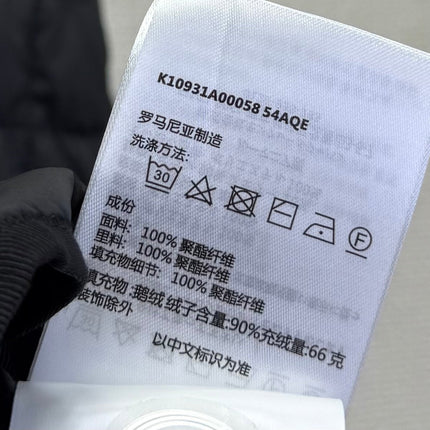 K10931A00058 54AQE
罗马尼亚制造
洗涤方法:
30
F
成份
面料: 100% 聚酯纤维
里料: 100% 聚酯纤维
填充物细节: 100% 聚酯纤维
填充物: 鹅绒 绒子含量:90%充绒量:66 克
装饰除外
以中文标识为准